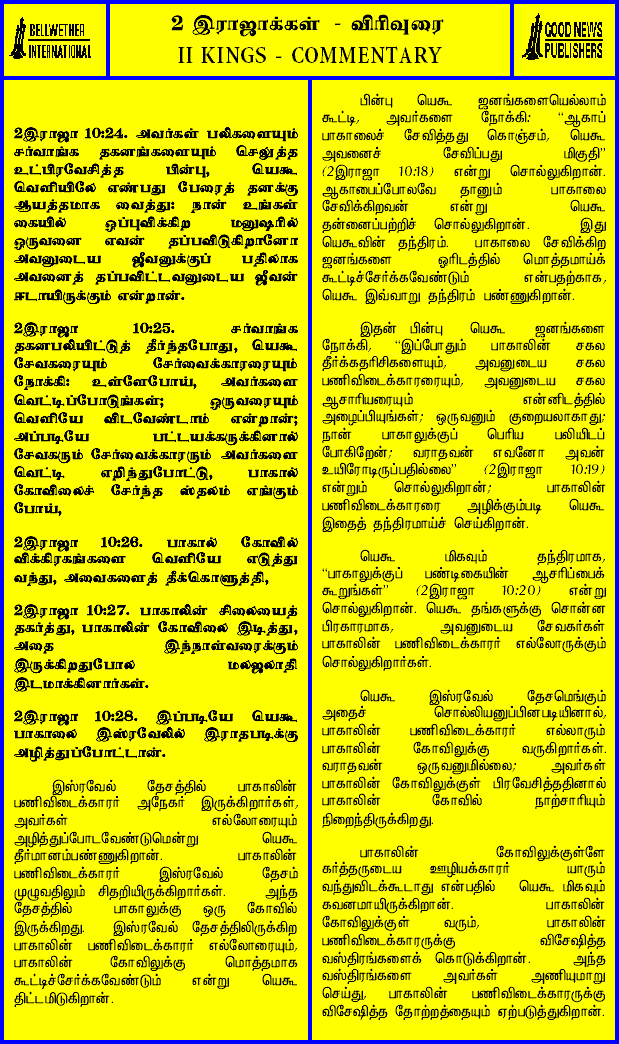 BELLWETHER
INTERNATIONAL
2 இராஜாக்கள் - விரிவுரை
II KINGS - COMMENTARY
GOOD NEWS
PUBLISHERS
2இராஜா 10:24. அவர்கள் பலிகளையும்
சர்வாங்க தகனங்களையும் செலுத்த
உட்பிரவேசித்த பின்பு, யெகூ
வெளியிலே எண்பது பேரைத் தனக்கு
ஆயத்தமாக வைத்து: நான் உங்கள்
கையில் ஒப்புவிக்கிற மனுஷரில்
ஒருவனை எவன் தப்பவிடுகிறானோ
அவனுடைய ஜீவனுக்குப் பதிலாக
அவனைத் தப்பவிட்டவனுடைய ஜீவன்
ஈடாயிருக்கும் என்றான்.
2இராஜா 10:25. சர்வாங்க
தகனபலியிட்டுத் தீர்ந்தபோது, யெகூ
சேவகரையும் சேர்வைக்காரரையும்
நோக்கி: உள்ளேபோய், அவர்களை
வெட்டிப்போடுங்கள்; ஒருவரையும்
வெளியே விடவேண்டாம் என்றான்;
அப்படியே பட்டயக்கருக்கினால்
சேவகரும் சேர்வைக்காரரும் அவர்களை
வெட்டி எறிந்துபோட்டு, பாகால்
கோவிலைச் சேர்ந்த ஸ்தலம் எங்கும்
போய்,
2இராஜா 10:26. பாகால் கோவில்
விக்கிரகங்களை வெளியே எடுத்து
வந்து, அவைகளைத் தீக்கொளுத்தி,
2இராஜா 10:27. பாகாலின் சிலையைத்
தகர்த்து, பாகாலின் கோவிலை இடித்து,
அதை இந்நாள்வரைக்கும்
இருக்கிறதுபோல மலஜலாதி
இடமாக்கினார்கள்.
2இராஜா 10:28. இப்படியே யெகூ
பாகாலை இஸ்ரவேலில் இராதபடிக்கு
அழித்துப்போட்டான்.
இஸ்ரவேல் தேசத்தில் பாகாலின்
பணிவிடைக்காரர் அநேகர் இருக்கிறார்கள்,
அவர்கள் எல்லோரையும்
அழித்துப்போடவேண்டுமென்று யெகூ
தீர்மானம்பண்ணுகிறான். பாகாலின்
பணிவிடைக்காரர் இஸ்ரவேல் தேசம்
முழுவதிலும் சிதறியிருக்கிறார்கள். அந்த
தேசத்தில் பாகாலுக்கு ஒரு கோவில்
இருக்கிறது. இஸ்ரவேல் தேசத்திலிருக்கிற
பாகாலின் பணிவிடைக்காரர் எல்லோரையும்,
பாகாலின் கோவிலுக்கு மொத்தமாக
கூட்டிச்சேர்க்கவேண்டும் என்று யெகூ
திட்டமிடுகிறான்.
பின்பு யெகூ ஜனங்களையெல்லாம்
கூட்டி, அவர்களை நோக்கி: “ஆகாப்
பாகாலைச் சேவித்தது கொஞ்சம், யெகூ
அவனைச் சேவிப்பது மிகுதி”
(2இராஜா 10:18) என்று சொல்லுகிறான்.
ஆகாபைப்போலவே தானும் பாகாலை
சேவிக்கிறவன் என்று யெகூ
தன்னைப்பற்றிச் சொல்லுகிறான். இது
யெகூவின் தந்திரம். பாகாலை சேவிக்கிற
ஜனங்களை ஓரிடத்தில் மொத்தமாய்க்
கூட்டிச்சேர்க்கவேண்டும் என்பதற்காக,
யெகூ இவ்வாறு தந்திரம் பண்ணுகிறான்.
இதன் பின்பு யெகூ ஜனங்களை
நோக்கி, “இப்போதும் பாகாலின் சகல
தீர்க்கதரிசிகளையும், அவனுடைய சகல
பணிவிடைக்காரரையும், அவனுடைய சகல
ஆசாரியரையும் என்னிடத்தில்
அழைப்பியுங்கள்; ஒருவனும் குறையலாகாது;
நான் பாகாலுக்குப் பெரிய பலியிடப்
போகிறேன்; வராதவன் எவனோ அவன்
உயிரோடிருப்பதில்லை” (2இராஜா 10:19)
என்றும் சொல்லுகிறான்; பாகாலின்
பணிவிடைக்காரரை அழிக்கும்படி யெகூ
இதைத் தந்திரமாய்ச் செய்கிறான்.
யெகூ மிகவும் தந்திரமாக,
“பாகாலுக்குப் பண்டிகையின் ஆசரிப்பைக்
கூறுங்கள்” (2இராஜா 10:20) என்று
சொல்லுகிறான். யெகூ தங்களுக்கு சொன்ன
பிரகாரமாக, அவனுடைய சேவகர்கள்
பாகாலின் பணிவிடைக்காரர் எல்லோருக்கும்
சொல்லுகிறார்கள்.
யெகூ இஸ்ரவேல் தேசமெங்கும்
அதைச் சொல்லியனுப்பினபடியினால்,
பாகாலின் பணிவிடைக்காரர் எல்லாரும்
பாகாலின் கோவிலுக்கு வருகிறார்கள்.
வராதவன் ஒருவனுமில்லை; அவர்கள்
பாகாலின் கோவிலுக்குள் பிரவேசித்ததினால்
பாகாலின் கோவில் நாற்சாரியும்
நிறைந்திருக்கிறது.
பாகாலின் கோவிலுக்குள்ளே
கர்த்தருடைய ஊழியக்காரர் யாரும்
வந்துவிடக்கூடாது என்பதில் யெகூ மிகவும்
கவனமாயிருக்கிறான். பாகாலின்
கோவிலுக்குள் வரும், பாகாலின்
பணிவிடைக்காரருக்கு விசேஷித்த
வஸ்திரங்களைக் கொடுக்கிறான். அந்த
வஸ்திரங்களை அவர்கள் அணியுமாறு
செய்து, பாகாலின் பணிவிடைக்காரருக்கு
விசேஷித்த தோற்றத்தையும் ஏற்படுத்துகிறான்.